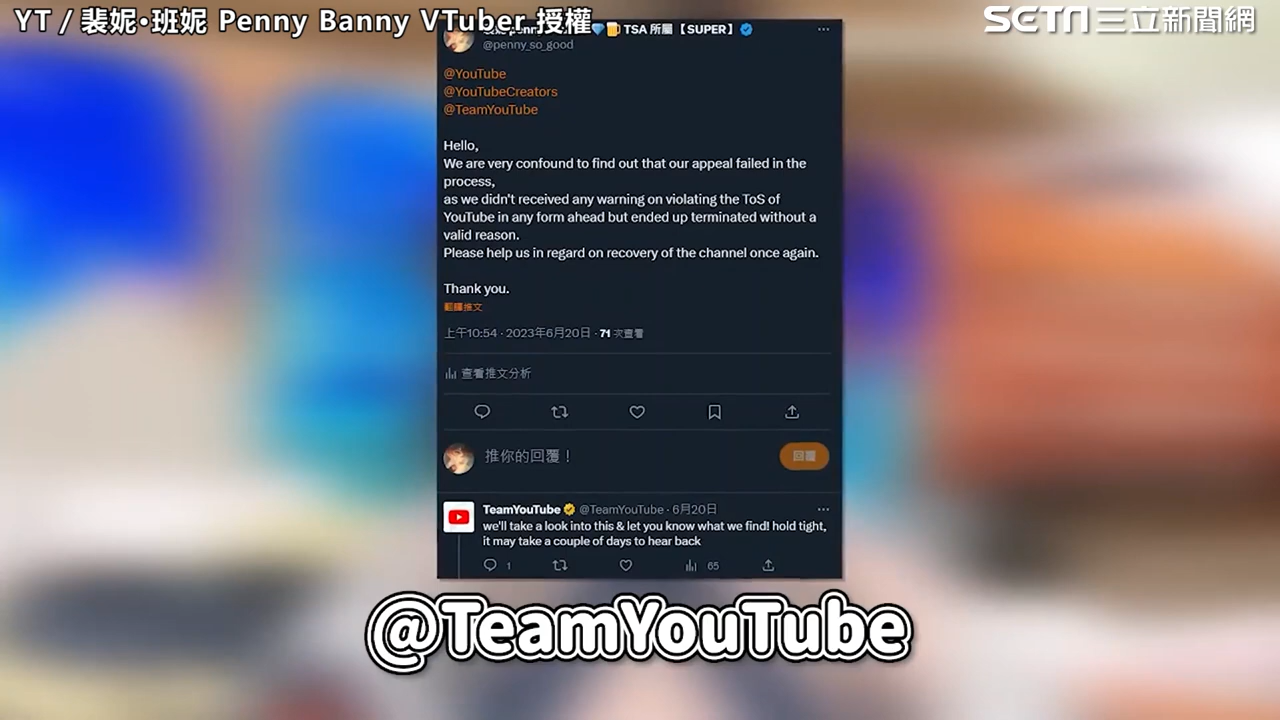 YT / 裴妮•班妮 Penny Banny VTuber 授權
SETN三立新聞網
TSA 所屬【SUPER】
@penny_so_good
@YouTube
@YouTubeCreators
@TeamYouTube
Hello,
We are very confound to find out that our appeal failed in the
process,
as we didn't received any warning on violating the ToS of
YouTube in any form ahead but ended up terminated without a
valid reason.
Please help us in regard on recovery of the channel once again.
Thank you.
翻譯推文
上午10:54 · 2023年6月20日 · 71 次查看
查看推文分析
推你的回覆！
回覆
TeamYouTube @TeamYouTube · 6月20日
we'll take a look into this & let you know what we find! hold tight,
it may take a couple of days to hear back
1
65
@TeamYouTube